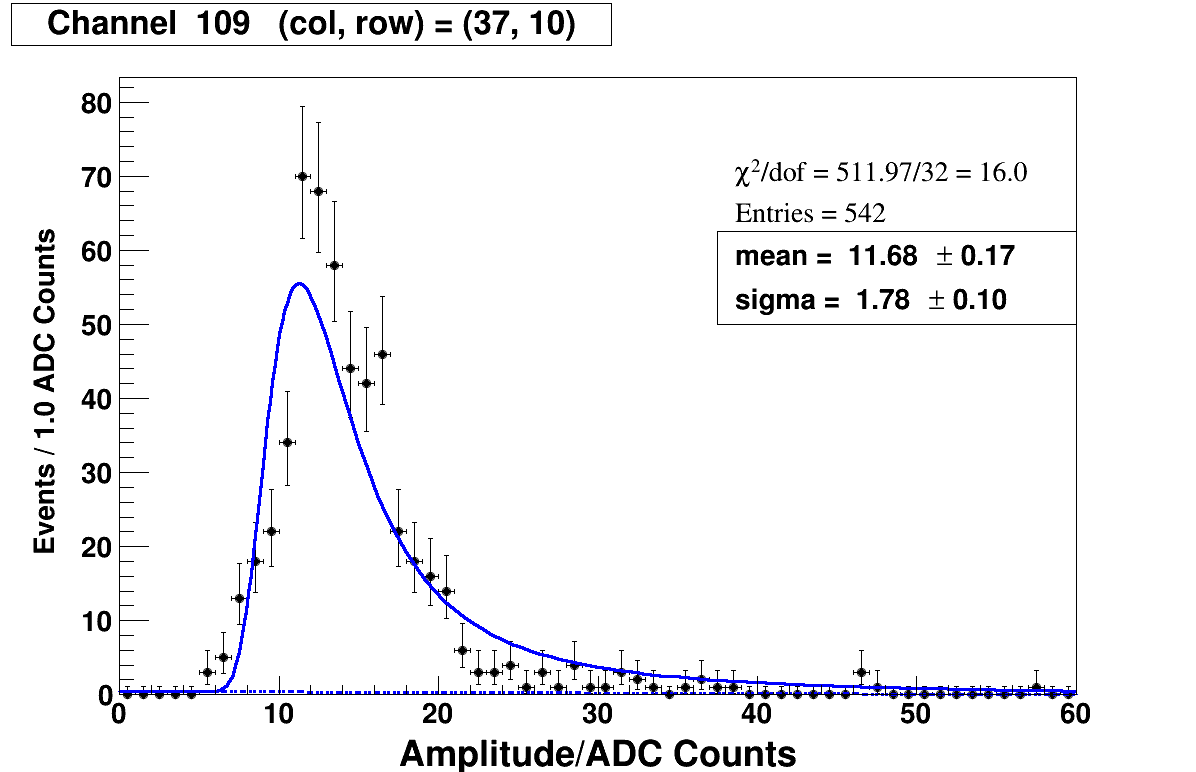 Channel 109 (col, row) = (37, 10)
χ²/dof = 511.97/32 = 16.0
Entries = 542
mean = 11.68 ± 0.17
sigma = 1.78 ± 0.10
Events / 1.0 ADC Counts
80
70
60
50
40
30
20
10
0
0 10 20 30 40 50 60
Amplitude/ADC Counts